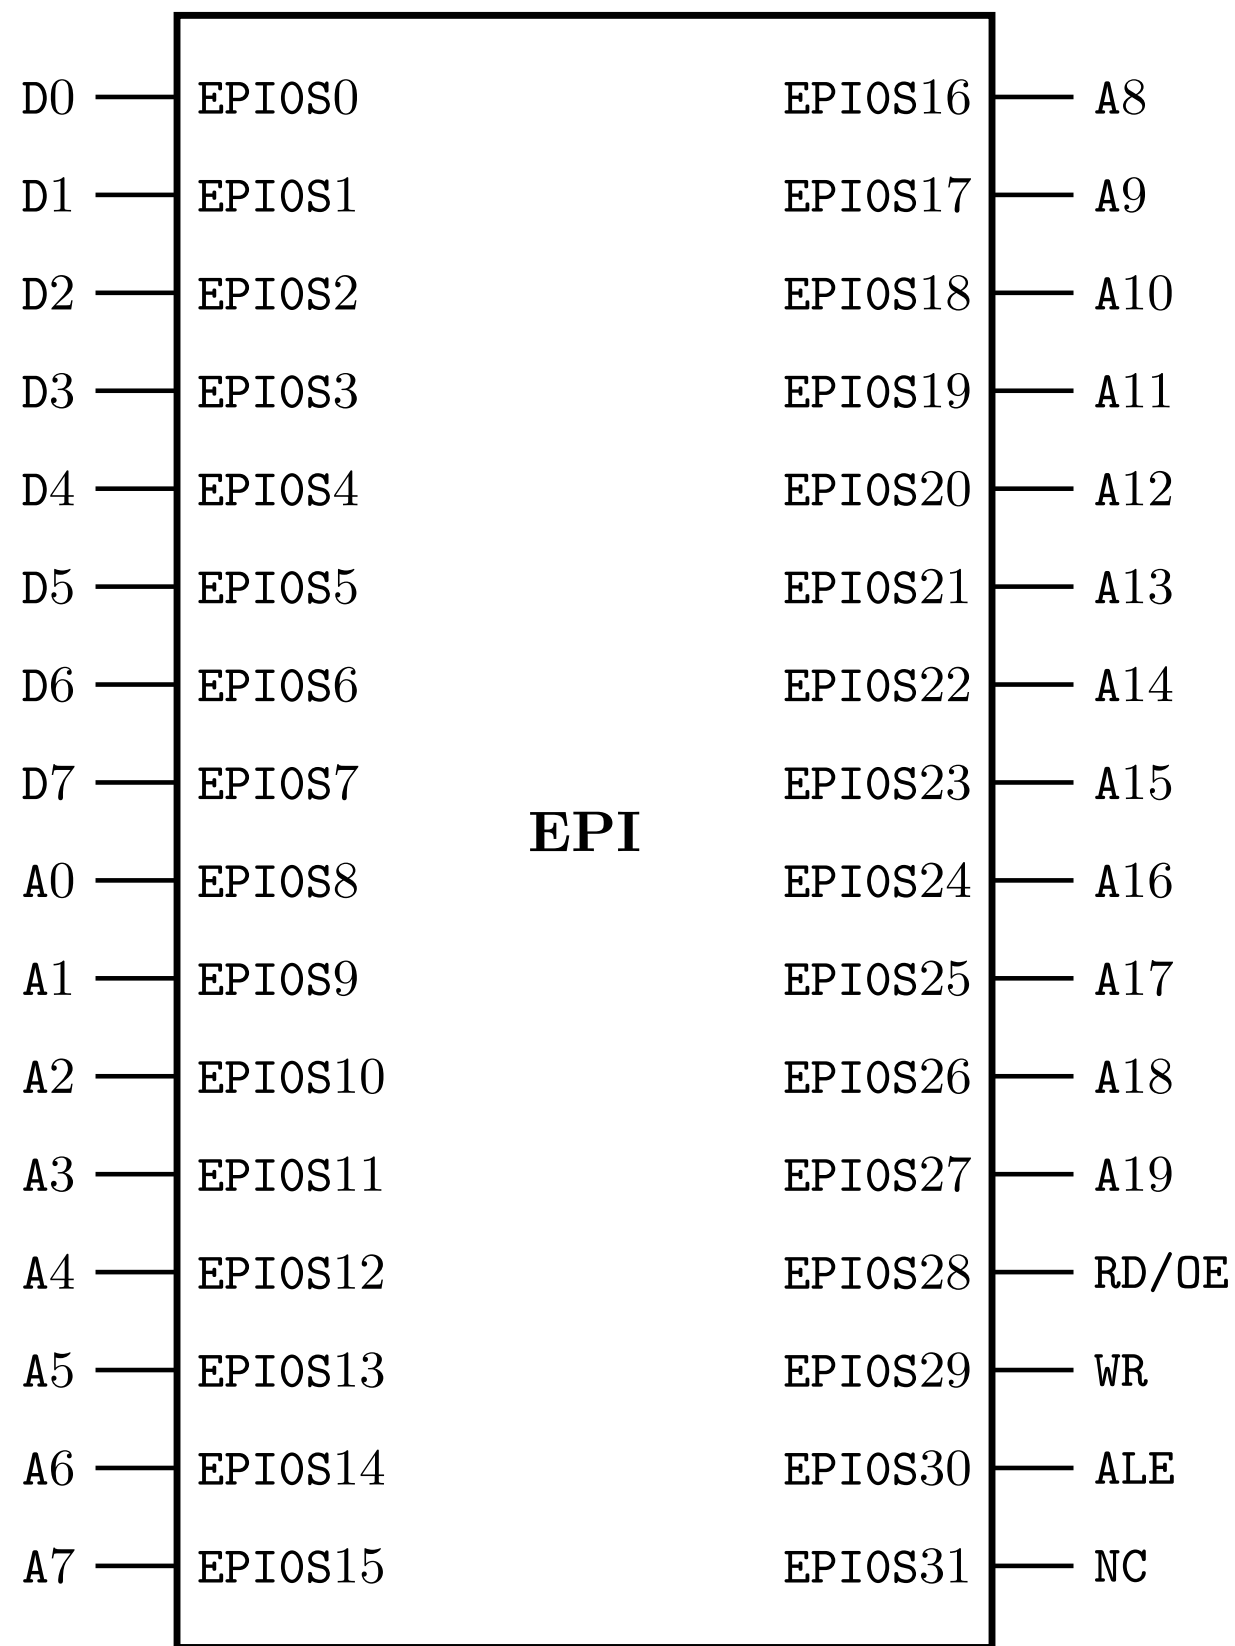 D0 EPIOS0 EPIOS16 A8
D1 EPIOS1 EPIOS17 A9
D2 EPIOS2 EPIOS18 A10
D3 EPIOS3 EPIOS19 A11
D4 EPIOS4 EPIOS20 A12
D5 EPIOS5 EPIOS21 A13
D6 EPIOS6 EPIOS22 A14
D7 EPIOS7 EPIOS23 A15
EPI
A0 EPIOS8 EPIOS24 A16
A1 EPIOS9 EPIOS25 A17
A2 EPIOS10 EPIOS26 A18
A3 EPIOS11 EPIOS27 A19
A4 EPIOS12 EPIOS28 RD/OE
A5 EPIOS13 EPIOS29 WR
A6 EPIOS14 EPIOS30 ALE
A7 EPIOS15 EPIOS31 NC